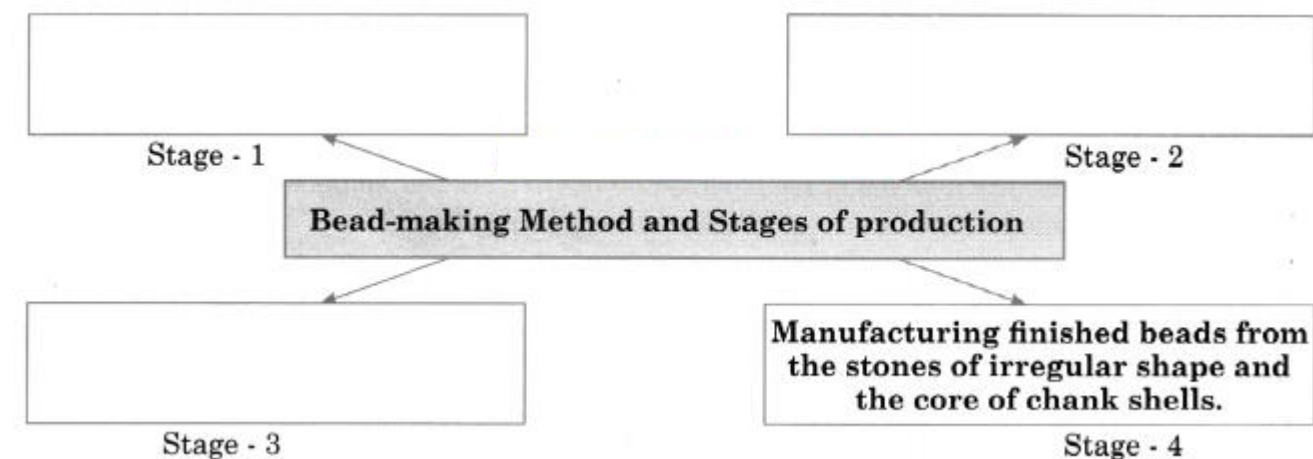 Stage - 1
Stage - 2
Bead-making Method and Stages of production
Manufacturing finished beads from
the stones of irregular shape and
the core of chank shells.
Stage - 3
Stage - 4